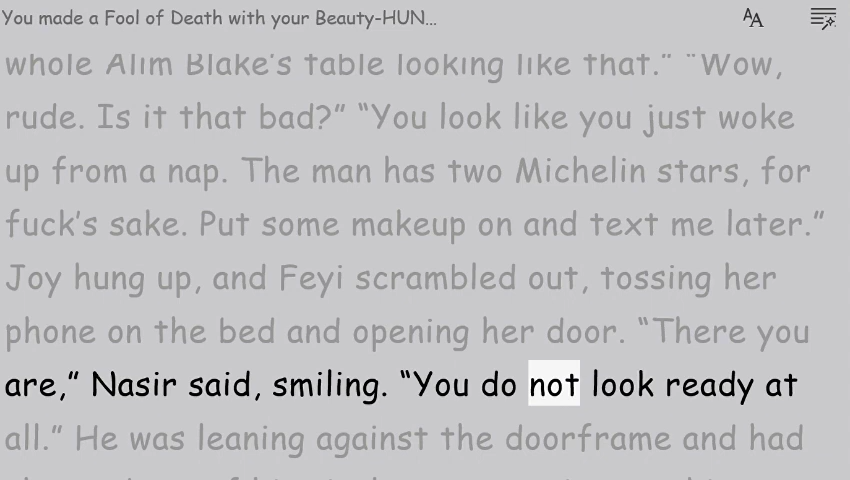 You made a Fool of Death with your Beauty-HUN...
AA
whole Alim Blake's table looking like that.” “Wow,
rude. Is it that bad?” “You look like you just woke
up from a nap. The man has two Michelin stars, for
fuck's sake. Put some makeup on and text me later.”
Joy hung up, and Feyi scrambled out, tossing her
phone on the bed and opening her door. “There you
are,” Nasir said, smiling. “You do not look ready at
all.” He was leaning against the doorframe and had